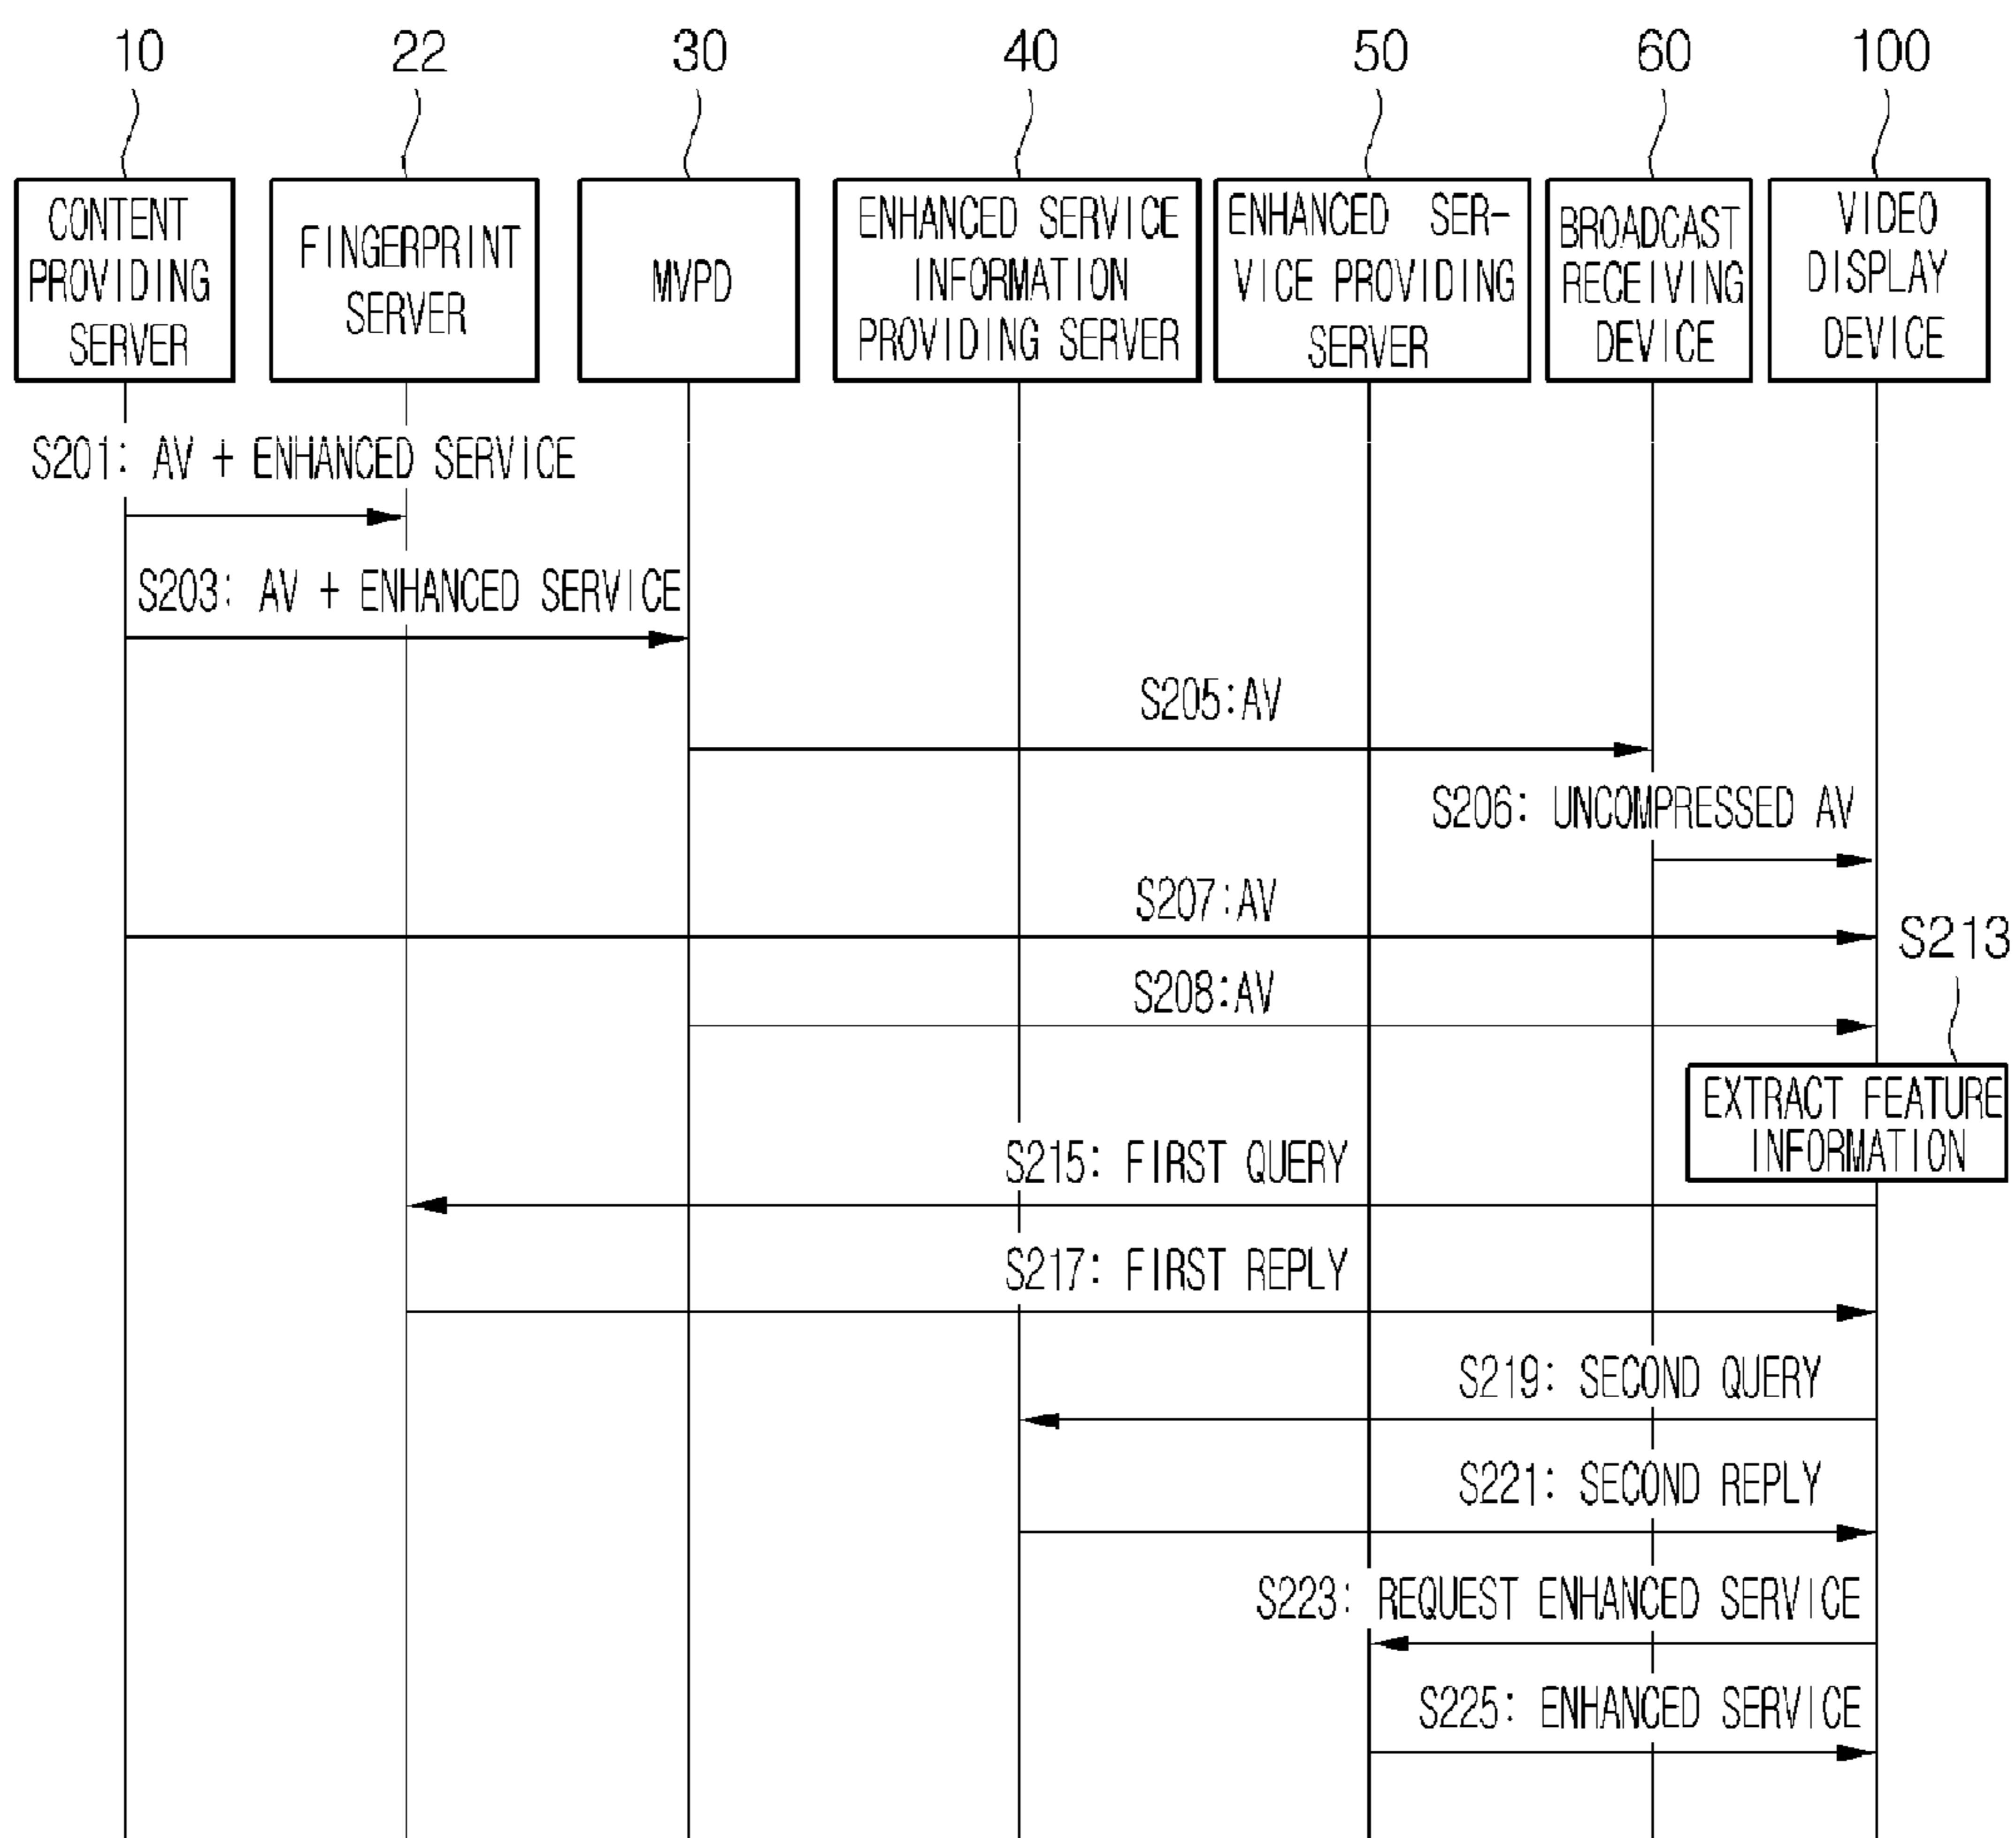 10
22
30
40
50
60
100
CONTENT
PROVIDING
SERVER
FINGERPRINT
SERVER
MVPD
ENHANCED SERVICE
INFORMATION
PROVIDING SERVER
ENHANCED SER-
VICE PROVIDING
SERVER
BROADCAST
RECEIVING
DEVICE
VIDEO
DISPLAY
DEVICE
S201: AV + ENHANCED SERVICE
S203: AV + ENHANCED SERVICE
S205:AV
S206: UNCOMPRESSED AV
S207:AV
S213
S208:AV
EXTRACT FEATURE
INFORMATION
S215: FIRST QUERY
S217: FIRST REPLY
S219: SECOND QUERY
S221: SECOND REPLY
S223: REQUEST ENHANCED SERVICE
S225: ENHANCED SERVICE